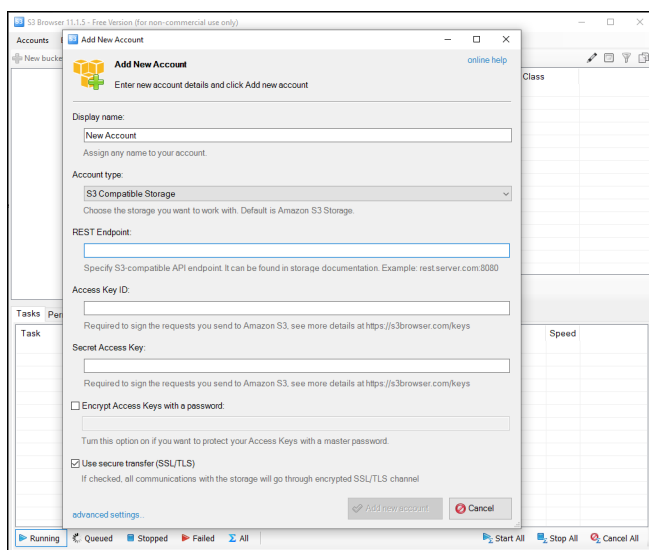 S3 Browser 11.1.5 - Free Version (for non-commercial use only)
Accounts
New bucke
Class
Add New Account
Add New Account
online help
Enter new account details and click Add new account
Display name:
New Account
Assign any name to your account.
Account type:
S3 Compatible Storage
Choose the storage you want to work with. Default is Amazon S3 Storage.
REST Endpoint:
Specify S3-compatible API endpoint. It can be found in storage documentation. Example: rest.server.com:8080
Access Key ID:
Required to sign the requests you send to Amazon S3, see more details at https://s3browser.com/keys
Secret Access Key:
Required to sign the requests you send to Amazon S3, see more details at https://s3browser.com/keys
Encrypt Access Keys with a password:
Turn this option on if you want to protect your Access Keys with a master password.
Use secure transfer (SSL/TLS)
If checked, all communications with the storage will go through encrypted SSL/TLS channel
advanced settings..
Add new account
Cancel
Tasks Per
Task
Speed
Running Queued Stopped Failed All
Start All Stop All Cancel All